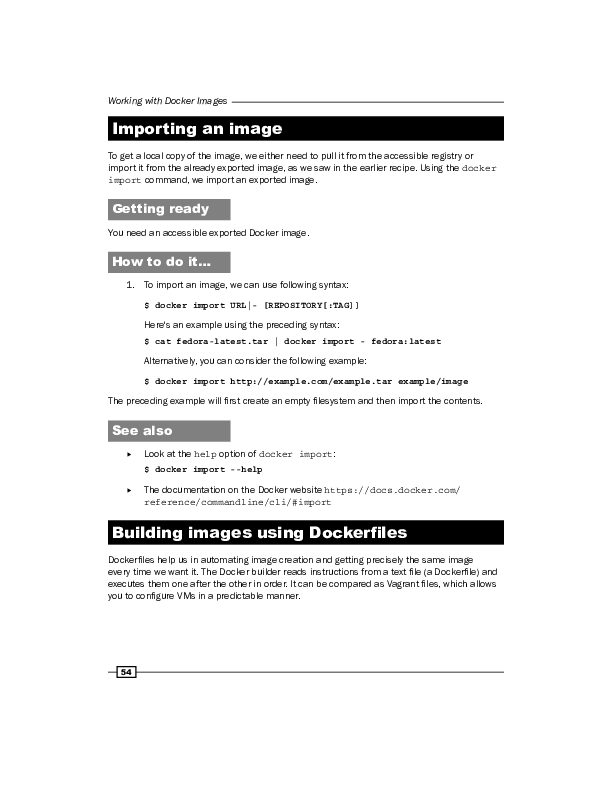 Working with Docker Images
Importing an image
To get a local copy of the image, we either need to pull it from the accessible registry or
import it from the already exported image, as we saw in the earlier recipe. Using the docker
import command, we import an exported image.
Getting ready
You need an accessible exported Docker image.
How to do it…
1. To import an image, we can use following syntax:
$ docker import URL|- [REPOSITORY[:TAG]]
Here's an example using the preceding syntax:
$ cat fedora-latest.tar | docker import - fedora:latest
Alternatively, you can consider the following example:
$ docker import http://example.com/example.tar example/image
The preceding example will first create an empty filesystem and then import the contents.
See also
▸ Look at the help option of docker import:
$ docker import --help
▸ The documentation on the Docker website https://docs.docker.com/
reference/commandline/cli/#import
Building images using Dockerfiles
Dockerfiles help us in automating image creation and getting precisely the same image
every time we want it. The Docker builder reads instructions from a text file (a Dockerfile) and
executes them one after the other in order. It can be compared as Vagrant files, which allows
you to configure VMs in a predictable manner.
54